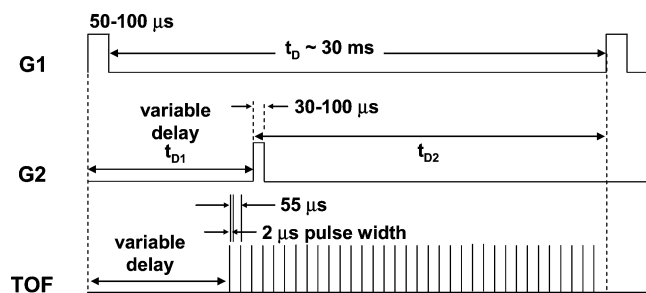 50-100 μs
G1
t_D ~ 30 ms
variable
delay
t_D1
30-100 μs
t_D2
G2
55 μs
2 μs pulse width
variable
delay
TOF